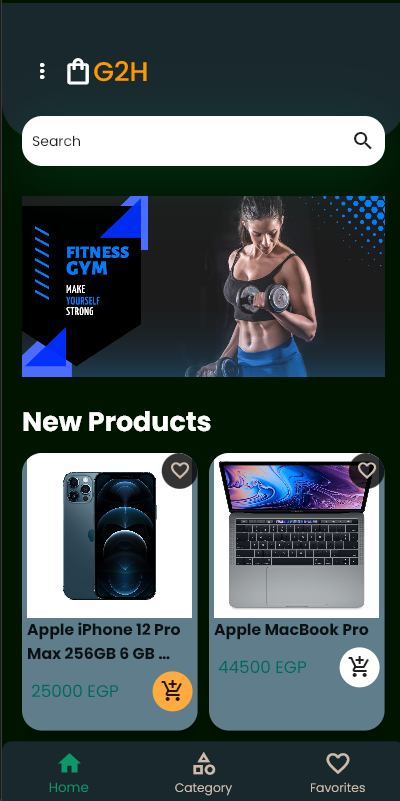 G2H
Search
FITNESS
GYM
MAKE
YOURSELF
STRONG
New Products
Apple iPhone 12 Pro
Max 256GB 6 GB ...
25000 EGP
Apple MacBook Pro
44500 EGP
Home
Category
Favorites